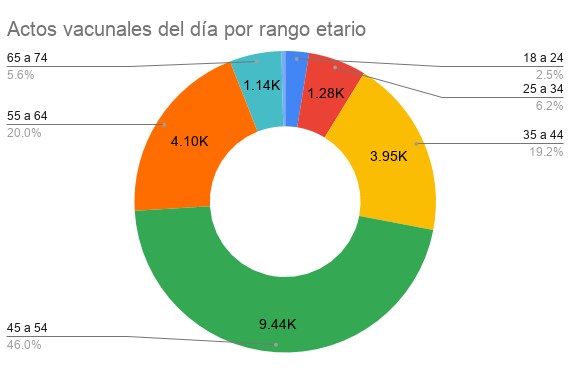 Actos vacunales del día por rango etario
65 a 74
5.6%
55 a 64
20.0%
45 a 54
46.0%
18 a 24
2.5%
25 a 34
6.2%
35 a 44
19.2%
1.14K
1.28K
4.10K
3.95K
9.44K